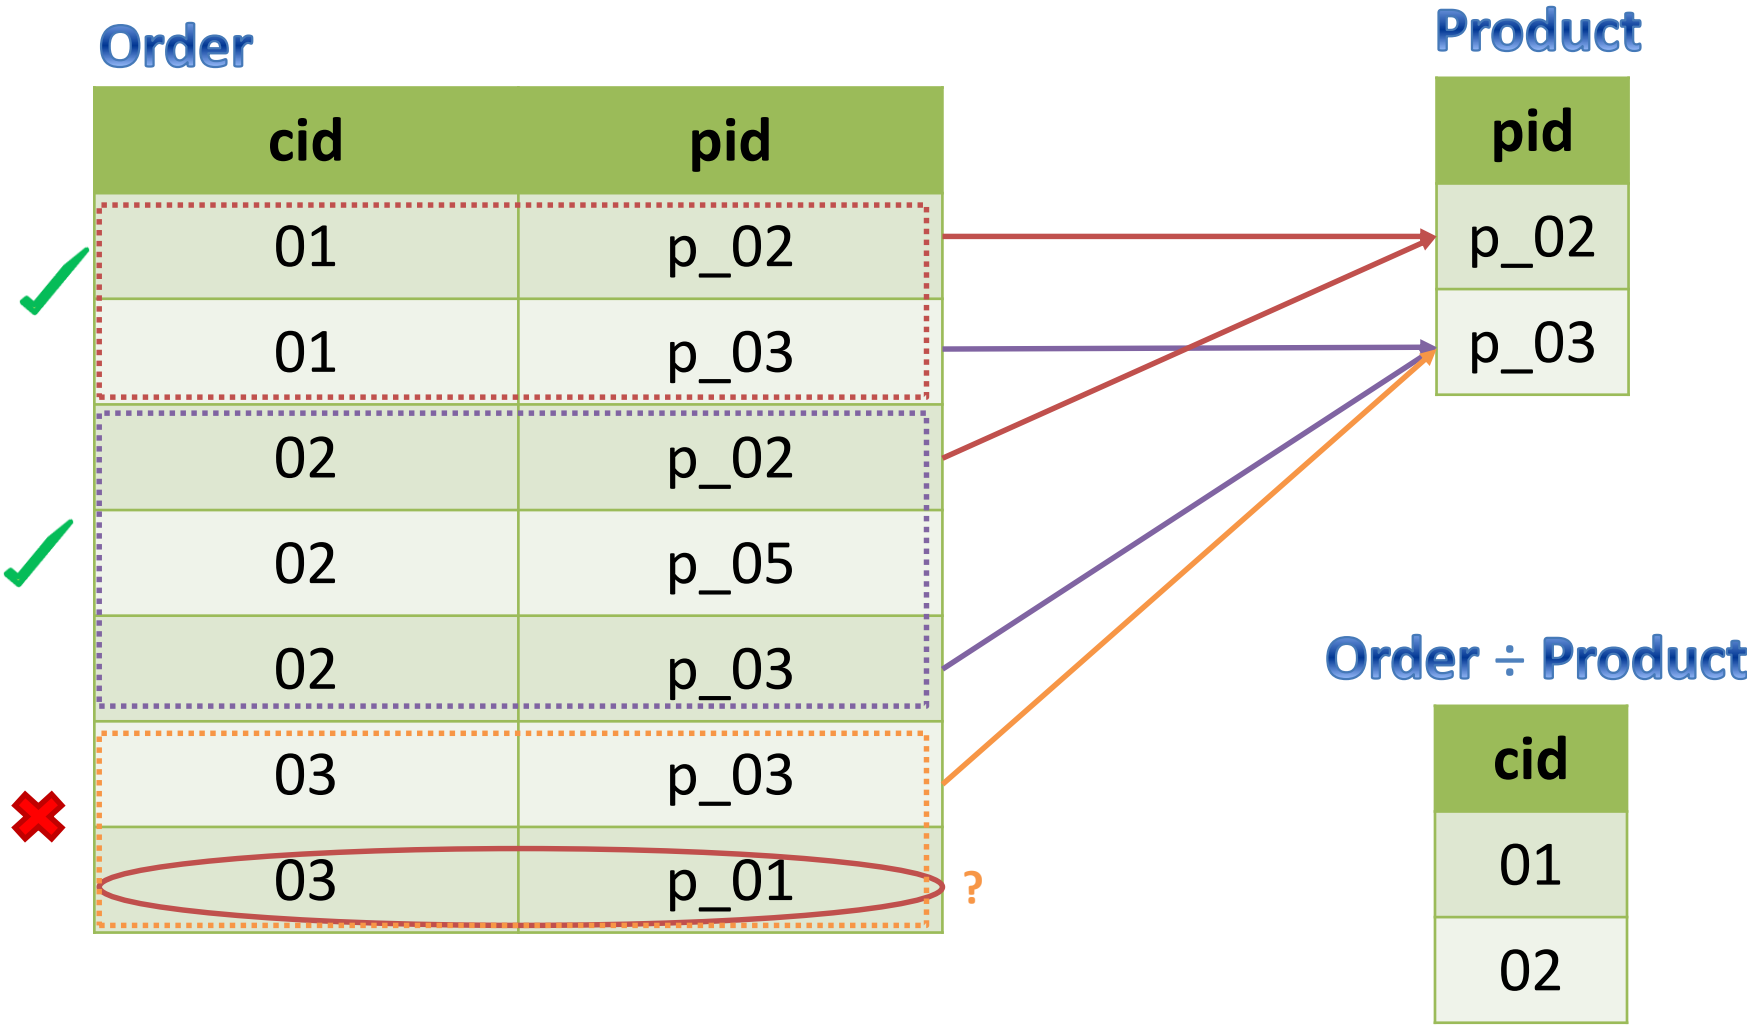 Order
cid pid
01 p_02
01 p_03
02 p_02
02 p_05
02 p_03
03 p_03
03 p_01
?
Product
pid
p_02
p_03
Order ÷ Product
cid
01
02